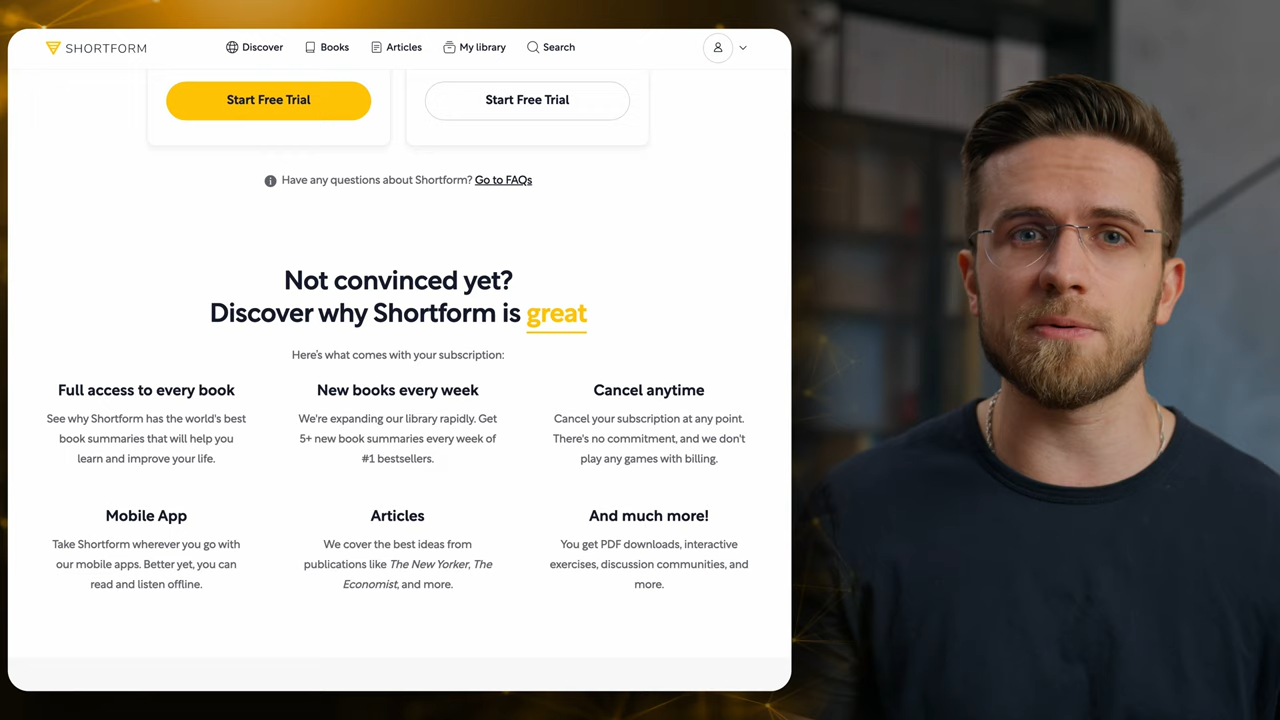 SHORTFORM
Discover
Books
Articles
My library
Search
Start Free Trial
Start Free Trial
Have any questions about Shortform? Go to FAQs
Not convinced yet?
Discover why Shortform is great
Here's what comes with your subscription:
Full access to every book
See why Shortform has the world's best
book summaries that will help you
learn and improve your life.
New books every week
We're expanding our library rapidly. Get
5+ new book summaries every week of
#1 bestsellers.
Cancel anytime
Cancel your subscription at any point.
There's no commitment, and we don't
play any games with billing.
Mobile App
Take Shortform wherever you go with
our mobile apps. Better yet, you can
read and listen offline.
Articles
We cover the best ideas from
publications like The New Yorker, The
Economist, and more.
And much more!
You get PDF downloads, interactive
exercises, discussion communities, and
more.